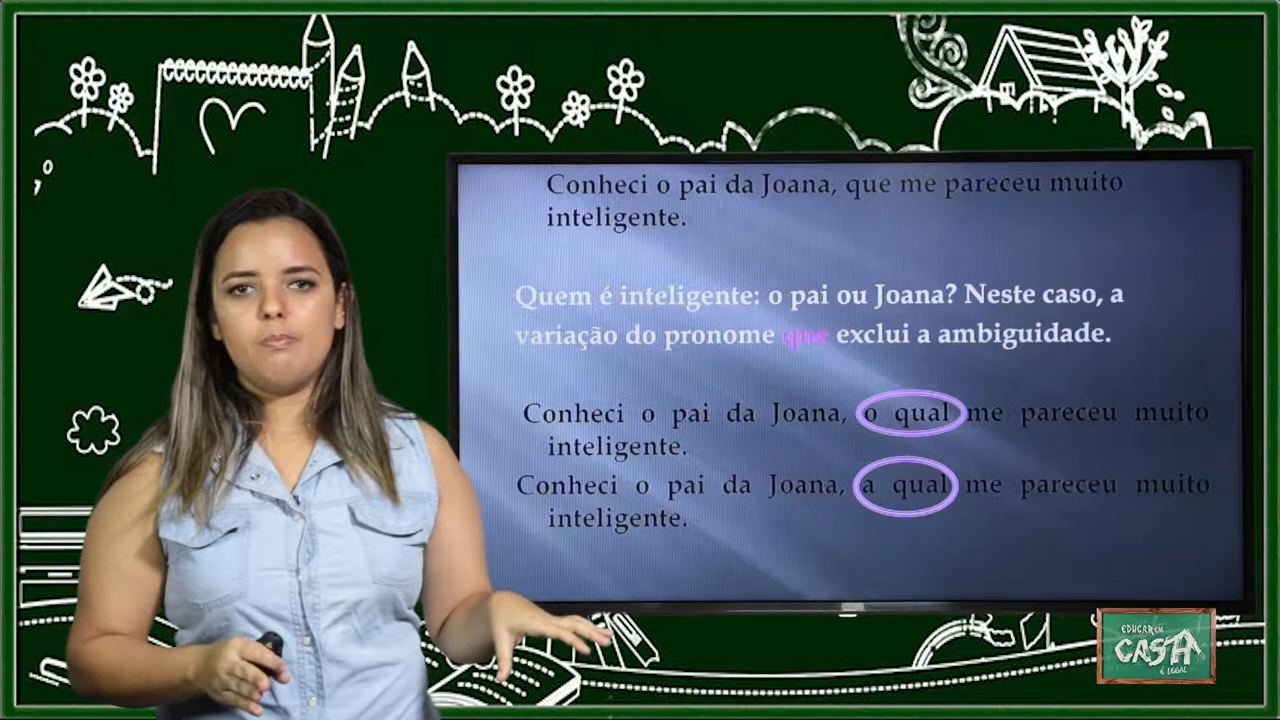 Conheci o pai da Joana, que me pareceu muito
inteligente.
Quem é inteligente: o pai ou Joana? Neste caso, a
variação do pronome que exclui a ambiguidade.
Conheci o pai da Joana, o qual me pareceu muito
inteligente.
Conheci o pai da Joana, a qual me pareceu muito
inteligente.
EDUCAR EM
CASA
É LEGAL